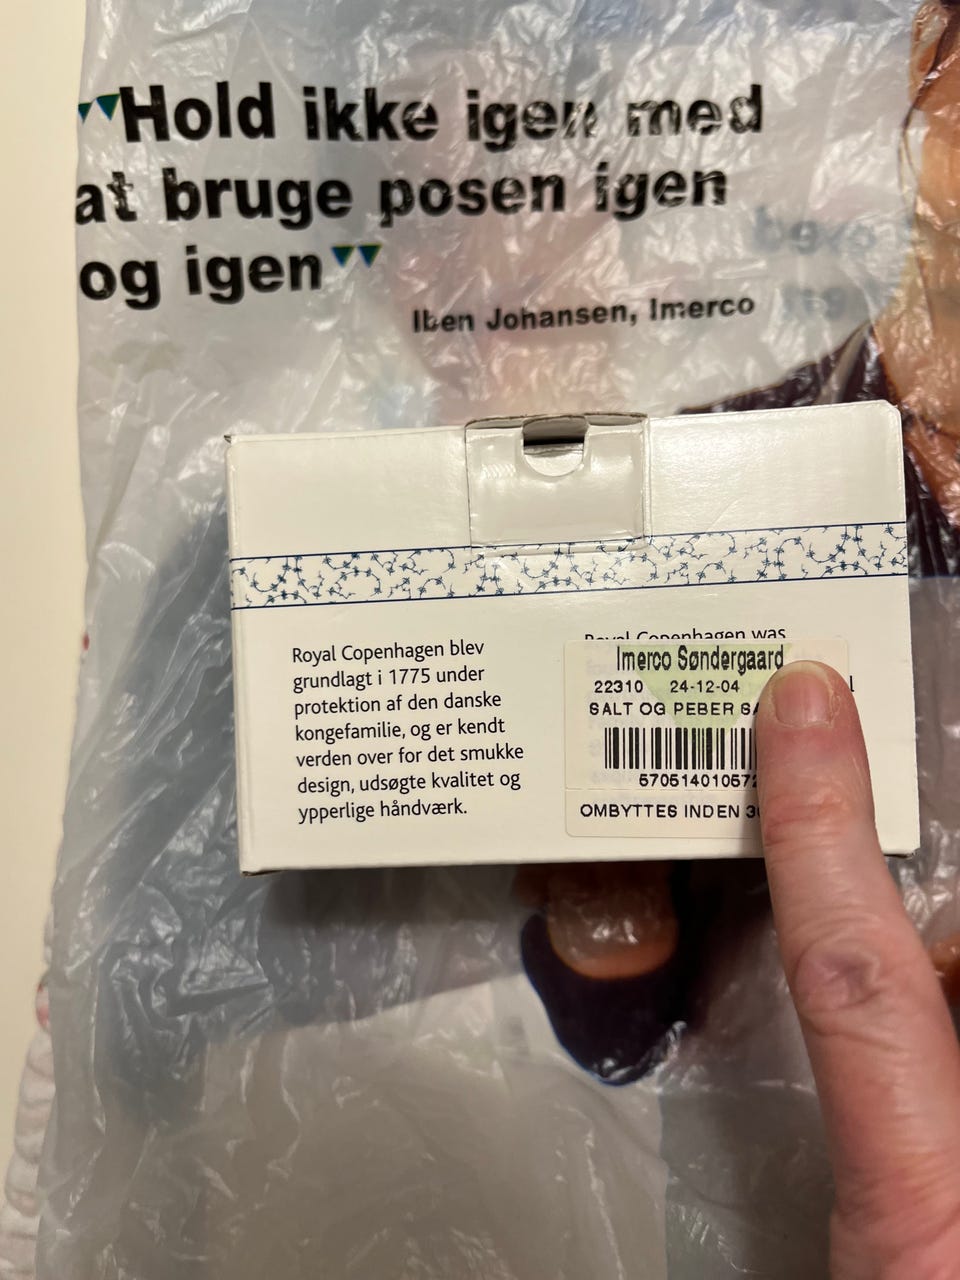 "Hold ikke igen med
at bruge posen igen
og igen"
Iben Johansen, Imerco
Royal Copenhagen blev
grundlagt i 1775 under
protektion af den danske
kongefamilie, og er kendt
verden over for det smukke
design, udsøgte kvalitet og
ypperlige håndværk.
Royal Copenhagen was
Imerco Søndergaard
22310 24-12-04
SALT OG PEBER
OMBYTTES INDEN